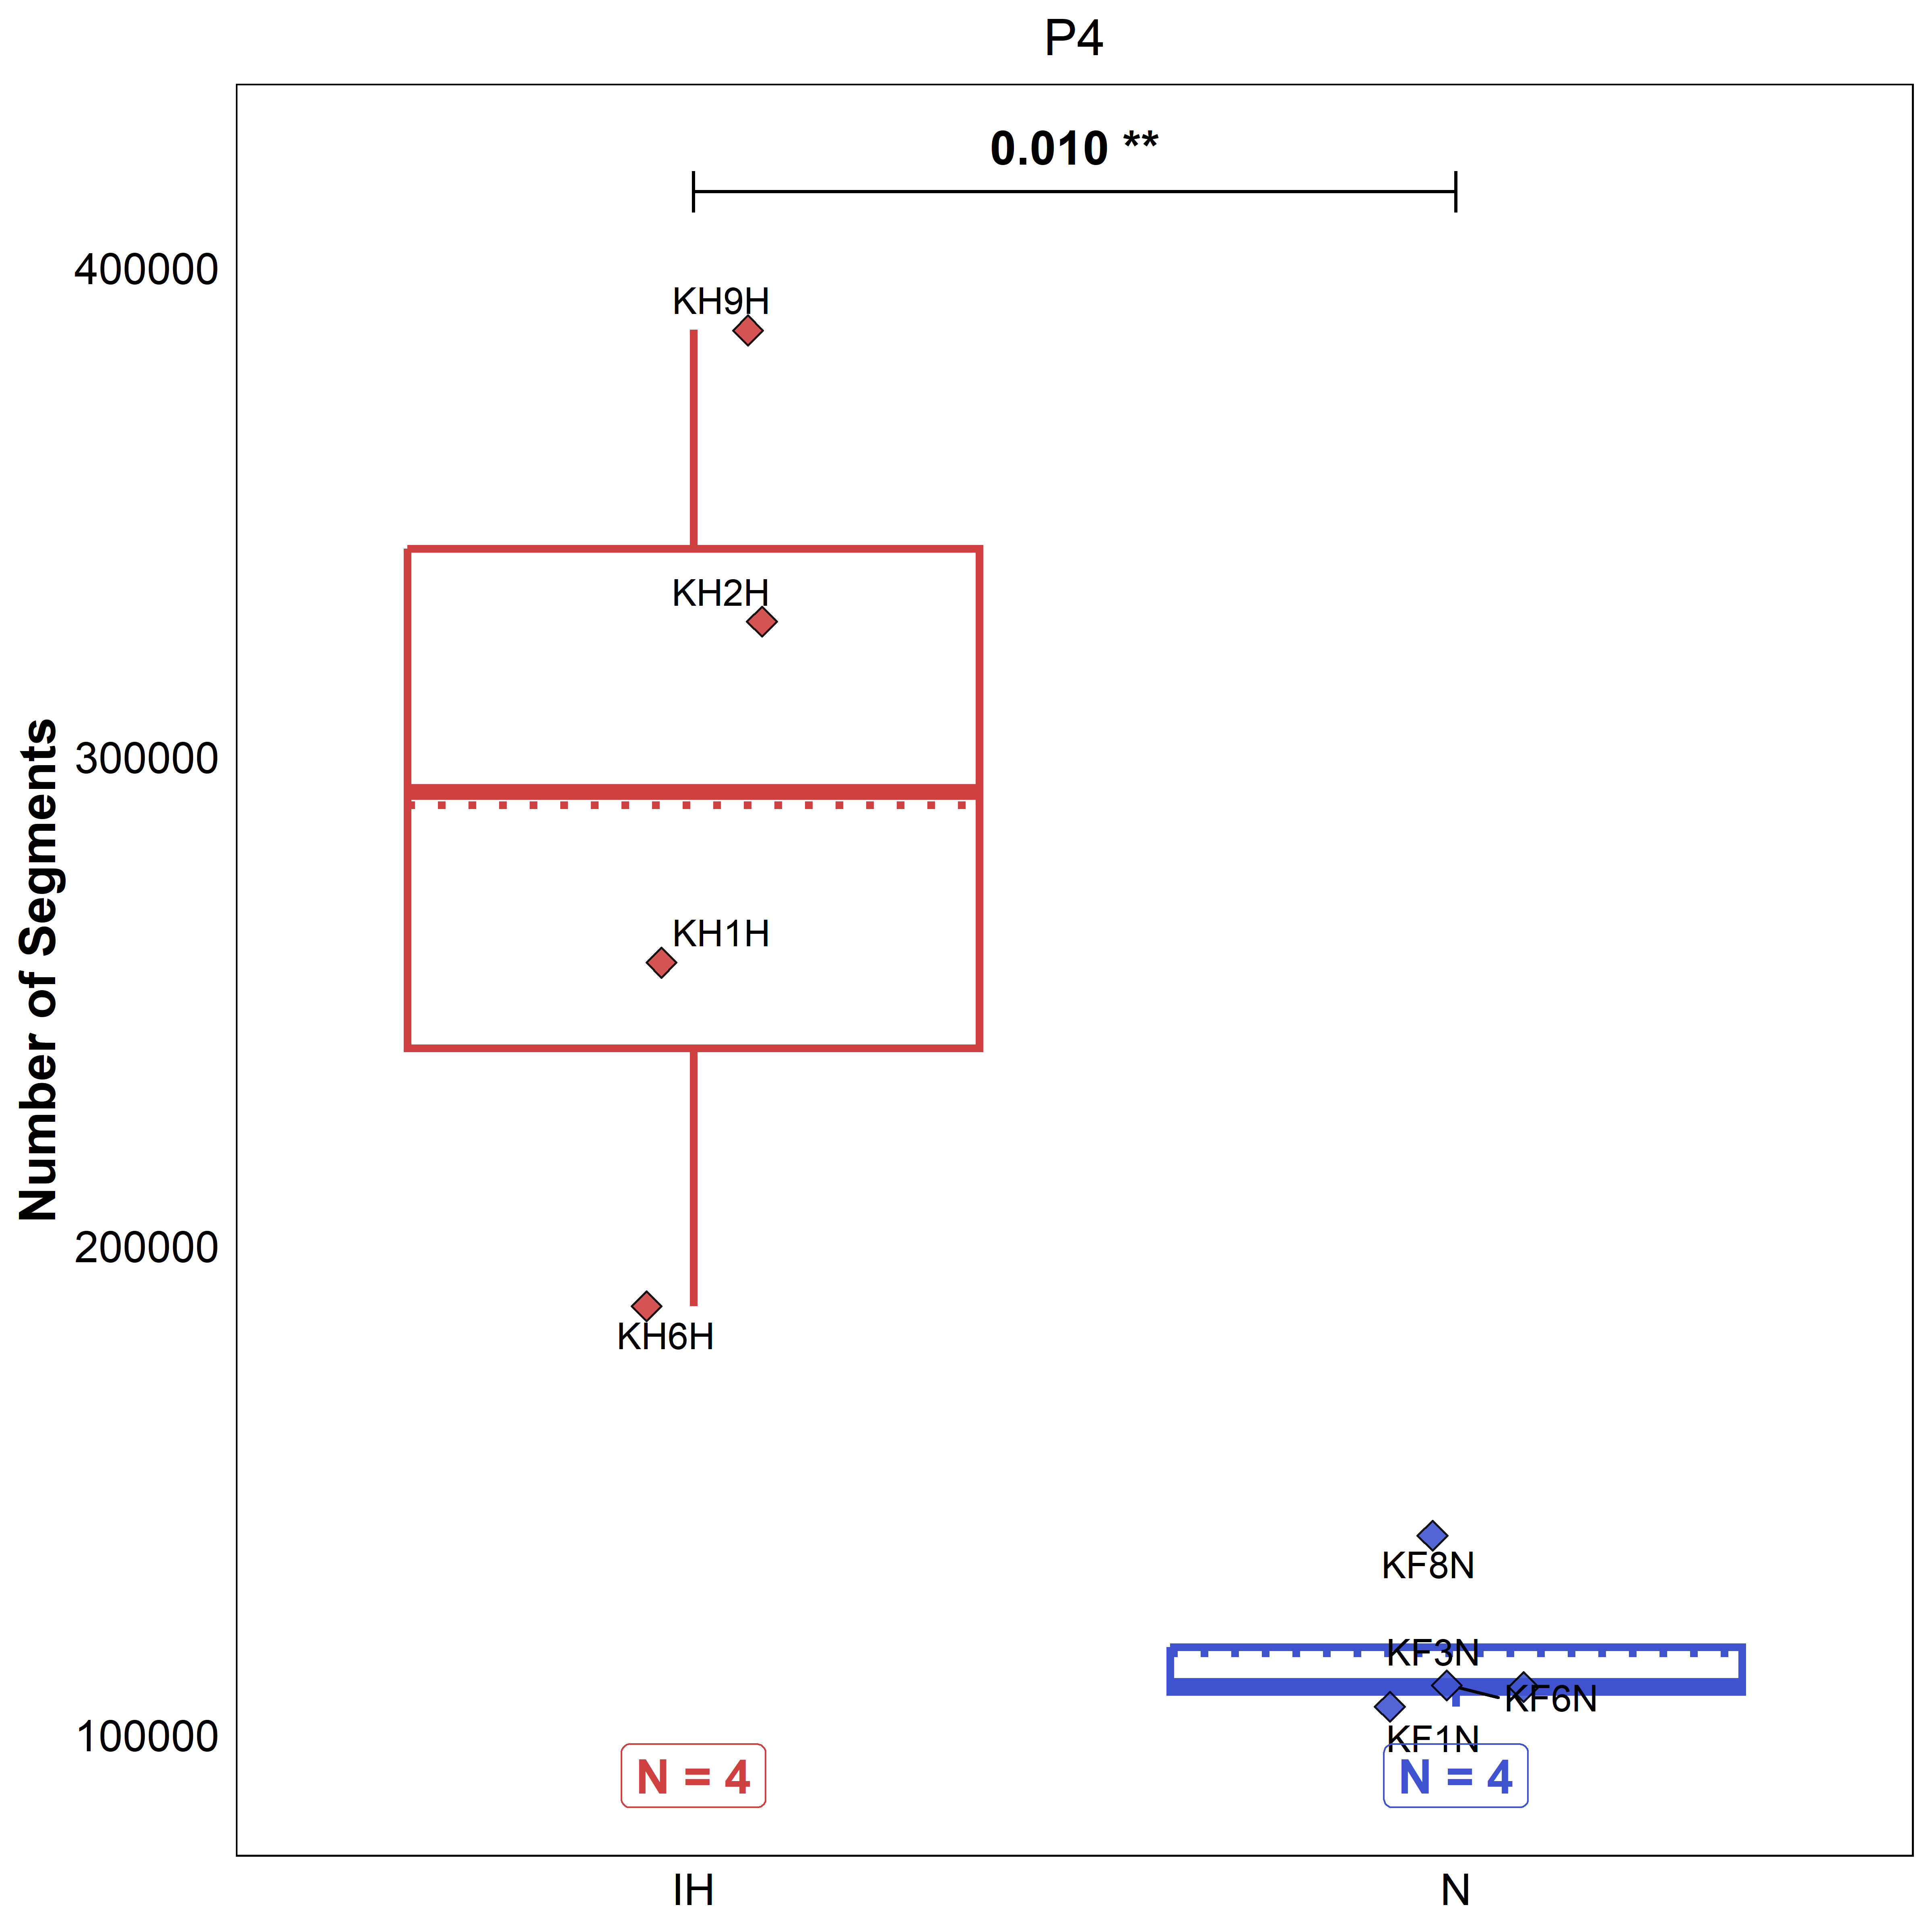 P4
0.010 **
400000
KH9H
KH2H
300000
KH1H
200000
KH6H
KF8N
KF3N
KF6N
100000
KF1N
N = 4
N = 4
IH
N
Number of Segments